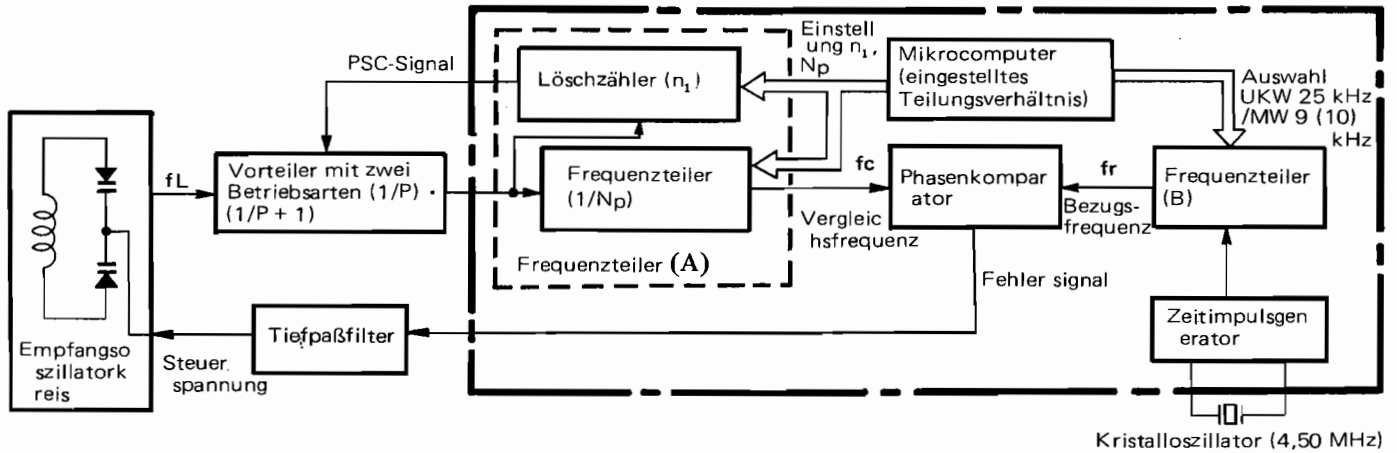 PSC-Signal
Löschzähler (n₁)
Einstell
ung n₁,
Np
Mikrocomputer
(eingestelltes
Teilungsverhältnis)
Auswahl
UKW 25 kHz
/MW 9 (10)
kHz
fL
Vorteiler mit zwei
Betriebsarten (1/P) ·
(1/P + 1)
Frequenzteiler
(1/Np)
fc
Vergleic
hsfrequenz
Phasenkompar
ator
fr
Bezugs-
frequenz
Frequenzteiler
(B)
Frequenzteiler (A)
Fehler signal
Empfangso
szillatork
reis
Steuer.
spannung
Tiefpaßfilter
Zeitimpulsgen
erator
Kristalloszillator (4,50 MHz)